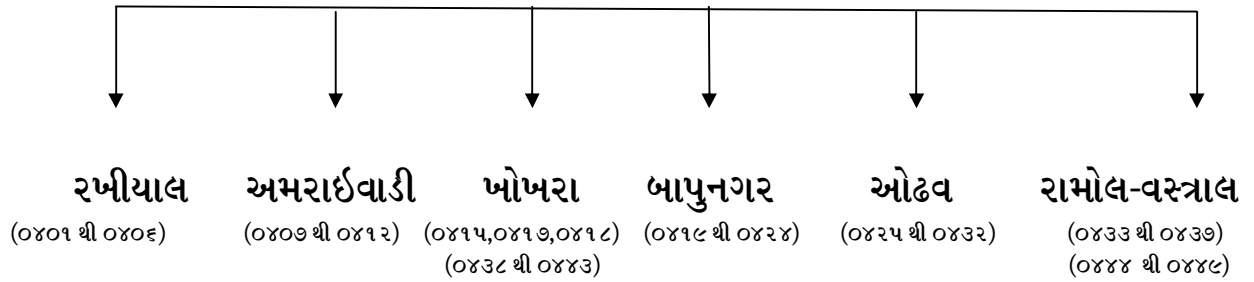 રખીયાલ અમરાઇવાડી ખોખરા બાપુનગર ઓઢવ રામોલ-વસ્ત્રાલ
(૦૪૦૧ થી ૦૪૦૬) (૦૪૦૭ થી ૦૪૧૨) (૦૪૧૫,૦૪૧૭,૦૪૧૮) (૦૪૧૯ થી ૦૪૨૪) (૦૪૨૫ થી ૦૪૩૨) (૦૪૩૩ થી ૦૪૩૭)
(૦૪૩૮ થી ૦૪૪૩) (૦૪૪૪ થી ૦૪૪૯)